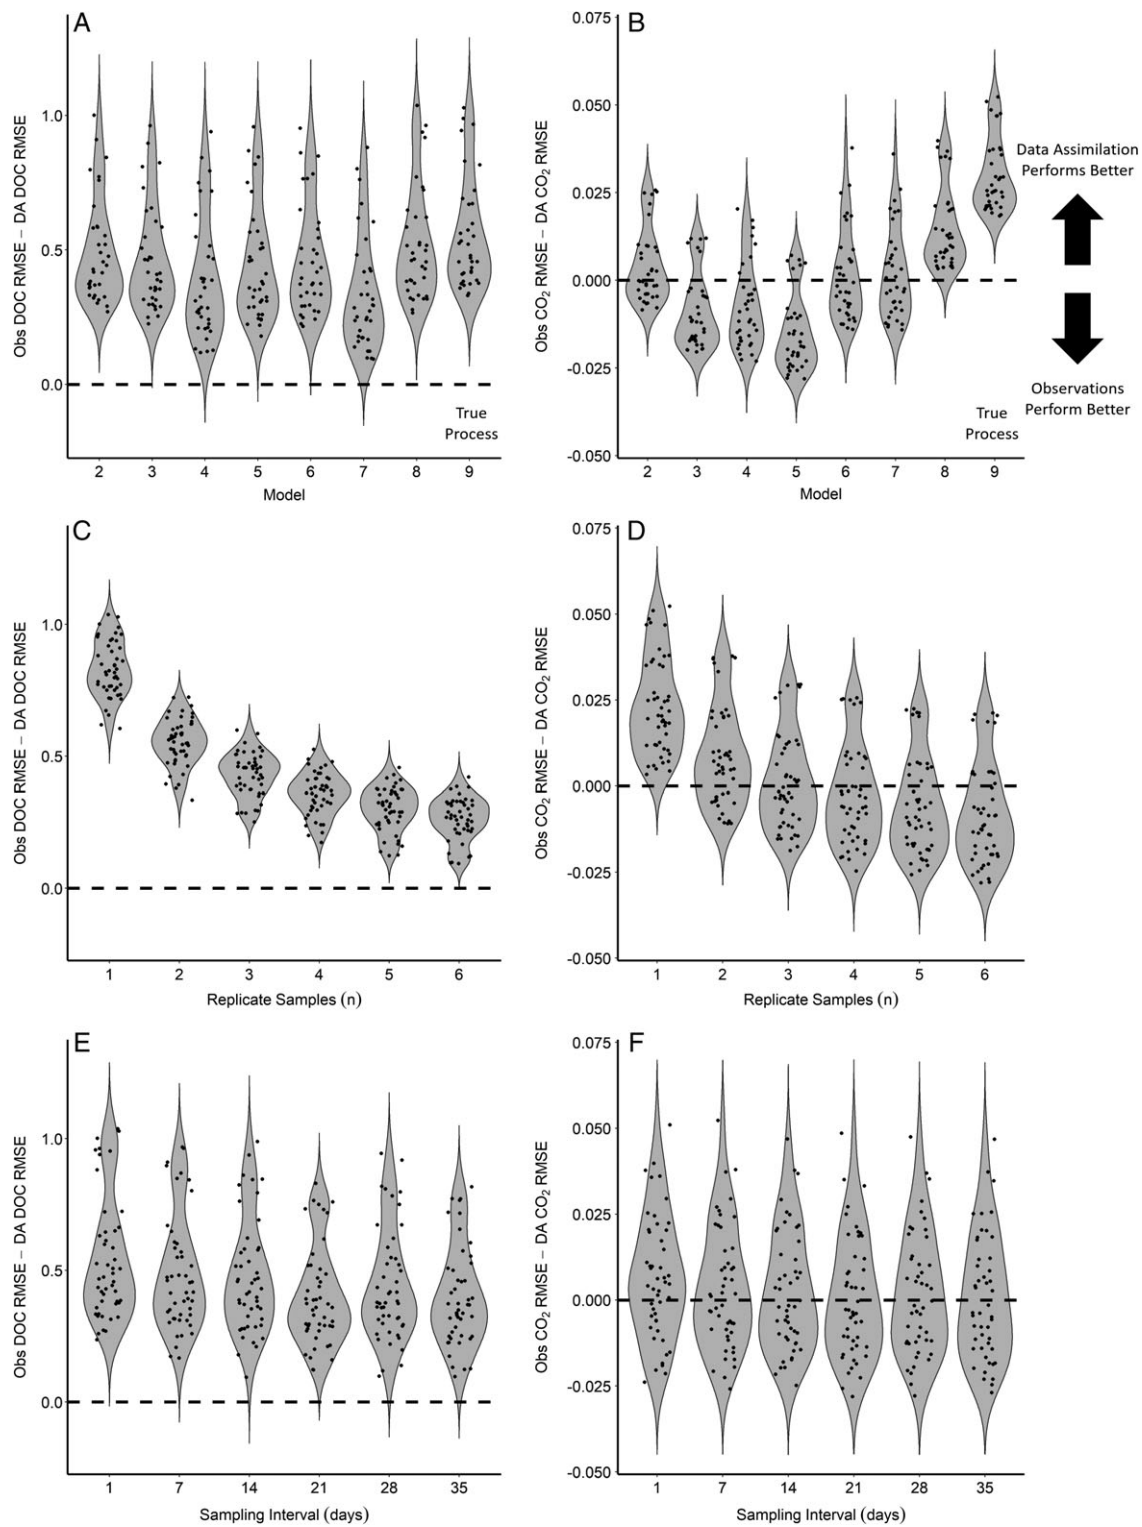 A
Obs DOC RMSE – DA DOC RMSE
1.0
0.5
0.0
True
Process
2 3 4 5 6 7 8 9
Model
B
Obs CO₂ RMSE – DA CO₂ RMSE
0.075
0.050
0.025
0.000
-0.025
-0.050
True
Process
2 3 4 5 6 7 8 9
Model
Data Assimilation
Performs Better
Observations
Perform Better
C
Obs DOC RMSE – DA DOC RMSE
1.0
0.5
0.0
1 2 3 4 5 6
Replicate Samples (n)
D
Obs CO₂ RMSE – DA CO₂ RMSE
0.075
0.050
0.025
0.000
-0.025
-0.050
1 2 3 4 5 6
Replicate Samples (n)
E
Obs DOC RMSE – DA DOC RMSE
1.0
0.5
0.0
1 7 14 21 28 35
Sampling Interval (days)
F
Obs CO₂ RMSE – DA CO₂ RMSE
0.075
0.050
0.025
0.000
-0.025
-0.050
1 7 14 21 28 35
Sampling Interval (days)